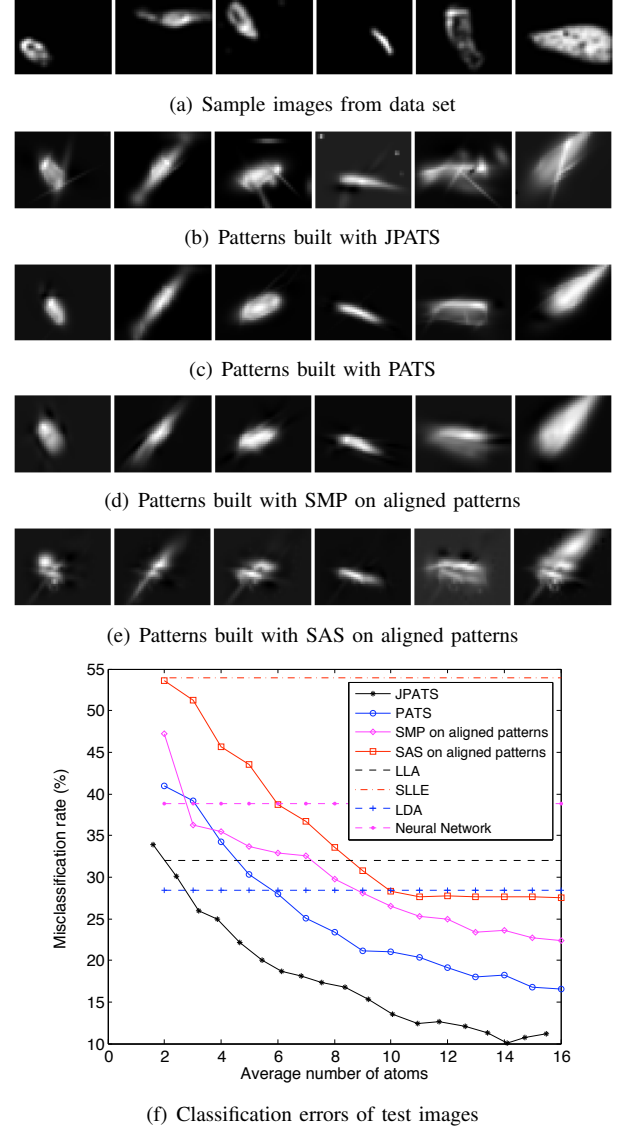 (a) Sample images from data set
(b) Patterns built with JPATS
(c) Patterns built with PATS
(d) Patterns built with SMP on aligned patterns
(e) Patterns built with SAS on aligned patterns
55
50
45
40
35
30
25
20
15
10
Misclassification rate (%)
JPATS
PATS
SMP on aligned patterns
SAS on aligned patterns
LLA
SLLE
LDA
Neural Network
0 2 4 6 8 10 12 14 16
Average number of atoms
(f) Classification errors of test images